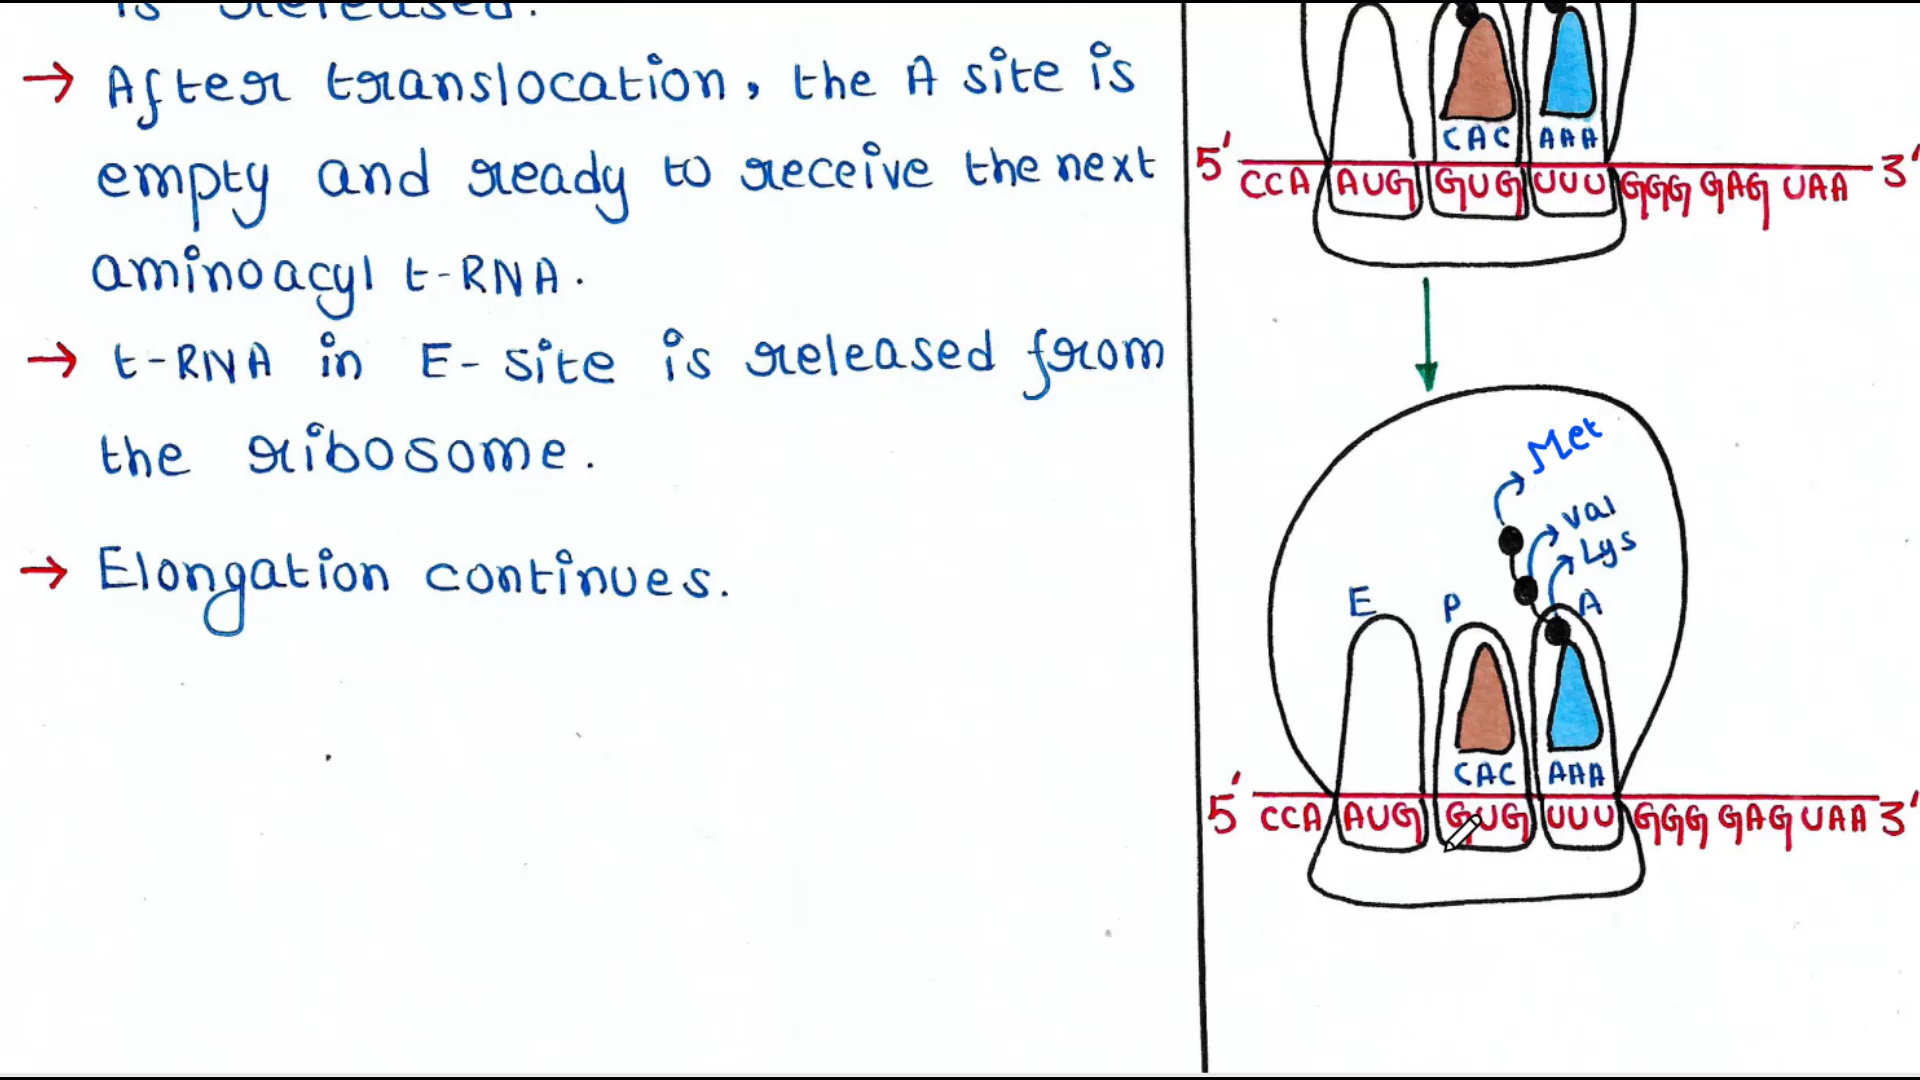 is released.
→ After translocation, the A site is
empty and ready to receive the next
aminoacyl t-RNA.
→ t-RNA in E-site is released from
the ribosome.
→ Elongation continues.
CAC AAA
5' CCA AUG GUG UUU GGG GAG UAA 3'
Met
Val
Lys
E P A
CAC AAA
5' CCA AUG GUG UUU GGG GAG UAA 3'